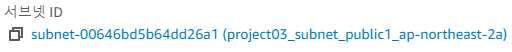 서브넷 ID
subnet-00646bd5b64dd26a1 (project03_subnet_public1_ap-northeast-2a)